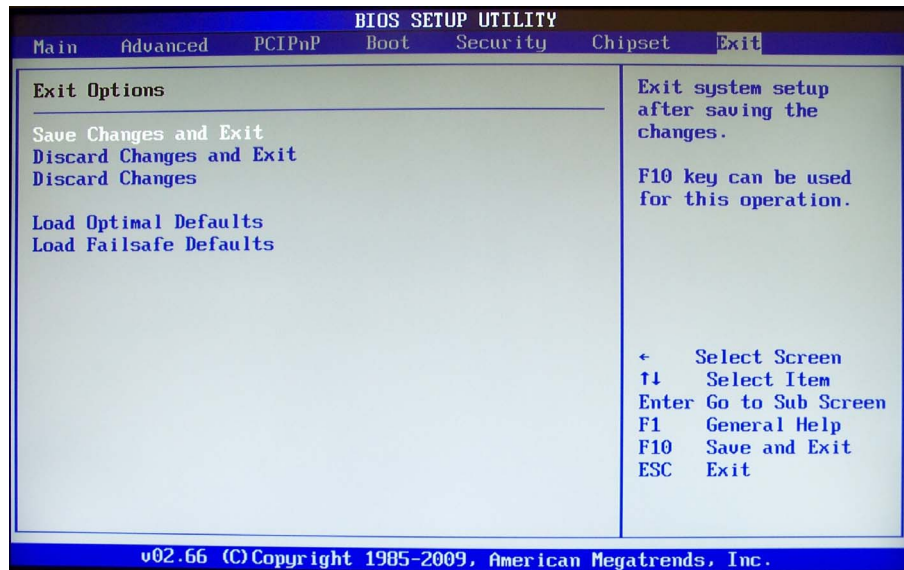 BIOS SETUP UTILITY
Main Advanced PCIPnP Boot Security Chipset Exit
Exit Options
Save Changes and Exit
Discard Changes and Exit
Discard Changes
Load Optimal Defaults
Load Failsafe Defaults
Exit system setup
after saving the
changes.
F10 key can be used
for this operation.
← Select Screen
↑↓ Select Item
Enter Go to Sub Screen
F1 General Help
F10 Save and Exit
ESC Exit
v02.66 (C)Copyright 1985-2009, American Megatrends, Inc.